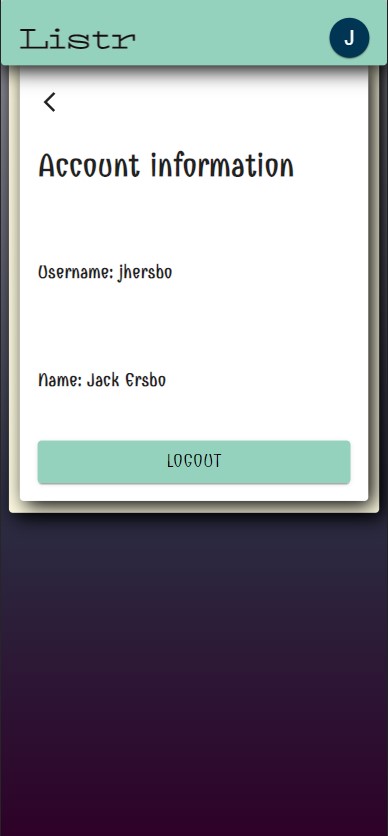 Listr
J
Account information
Username: jhersbo
Name: Jack Ersbo
LOGOUT